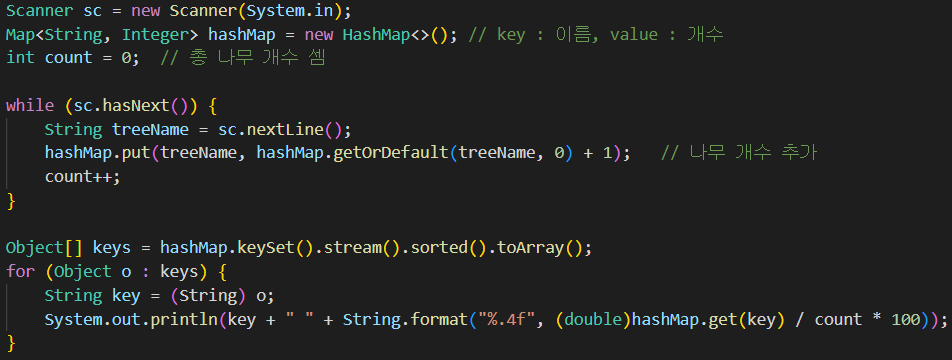 Scanner sc = new Scanner(System.in);
Map<String, Integer> hashMap = new HashMap<>(); // key : 이름, value : 개수
int count = 0;  // 총 나무 개수 셈

while (sc.hasNext()) {
    String treeName = sc.nextLine();
    hashMap.put(treeName, hashMap.getOrDefault(treeName, 0) + 1);   // 나무 개수 추가
    count++;
}

Object[] keys = hashMap.keySet().stream().sorted().toArray();
for (Object o : keys) {
    String key = (String) o;
    System.out.println(key + " " + String.format("%.4f", (double)hashMap.get(key) / count * 100));
}